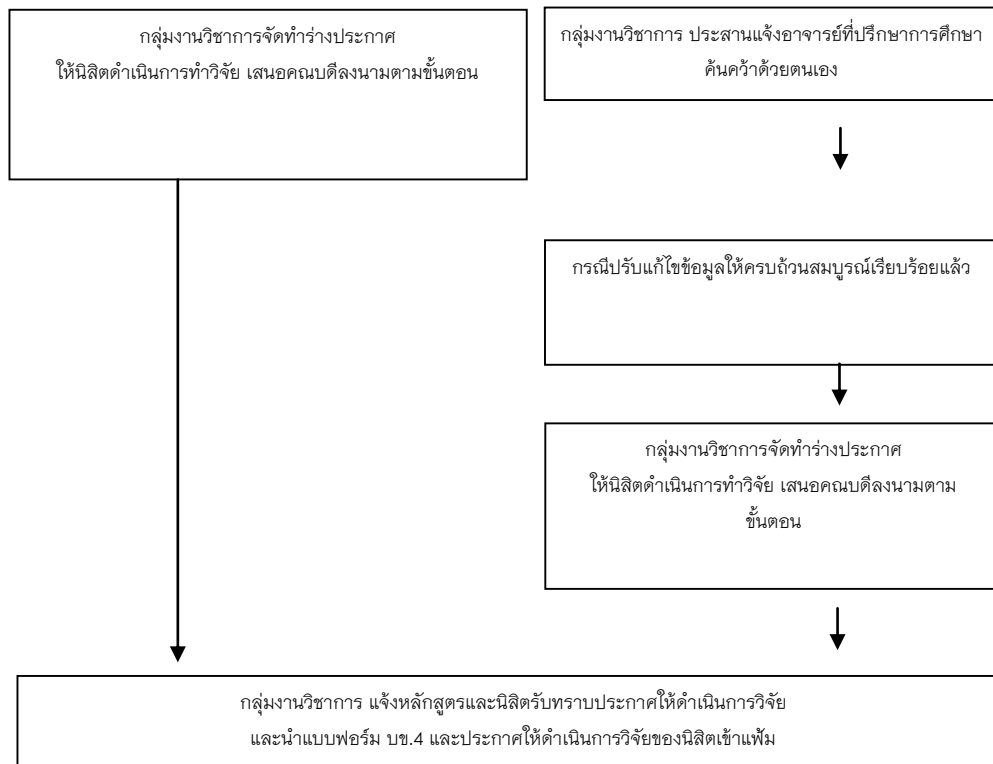 กลุ่มงานวิชาการจัดทำร่างประกาศ
ให้นิสิตดำเนินการทำวิจัย เสนอคณบดีลงนามตามขั้นตอน
กลุ่มงานวิชาการ ประสานแจ้งอาจารย์ที่ปรึกษาการศึกษา
ค้นคว้าด้วยตนเอง
กรณีปรับแก้ไขข้อมูลให้ครบถ้วนสมบูรณ์เรียบร้อยแล้ว
กลุ่มงานวิชาการจัดทำร่างประกาศ
ให้นิสิตดำเนินการทำวิจัย เสนอคณบดีลงนามตาม
ขั้นตอน
กลุ่มงานวิชาการ แจ้งหลักสูตรและนิสิตรับทราบประกาศให้ดำเนินการวิจัย
และนำแบบฟอร์ม บข.4 และประกาศให้ดำเนินการวิจัยของนิสิตเข้าแฟ้ม